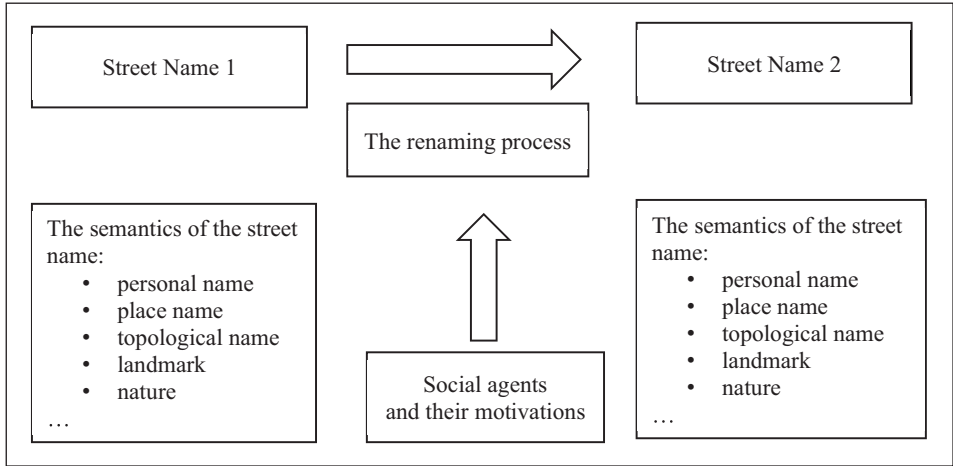 Street Name 1
Street Name 2
The renaming process
The semantics of the street
name:
• personal name
• place name
• topological name
• landmark
• nature
…
Social agents
and their motivations
The semantics of the street
name:
• personal name
• place name
• topological name
• landmark
• nature
…